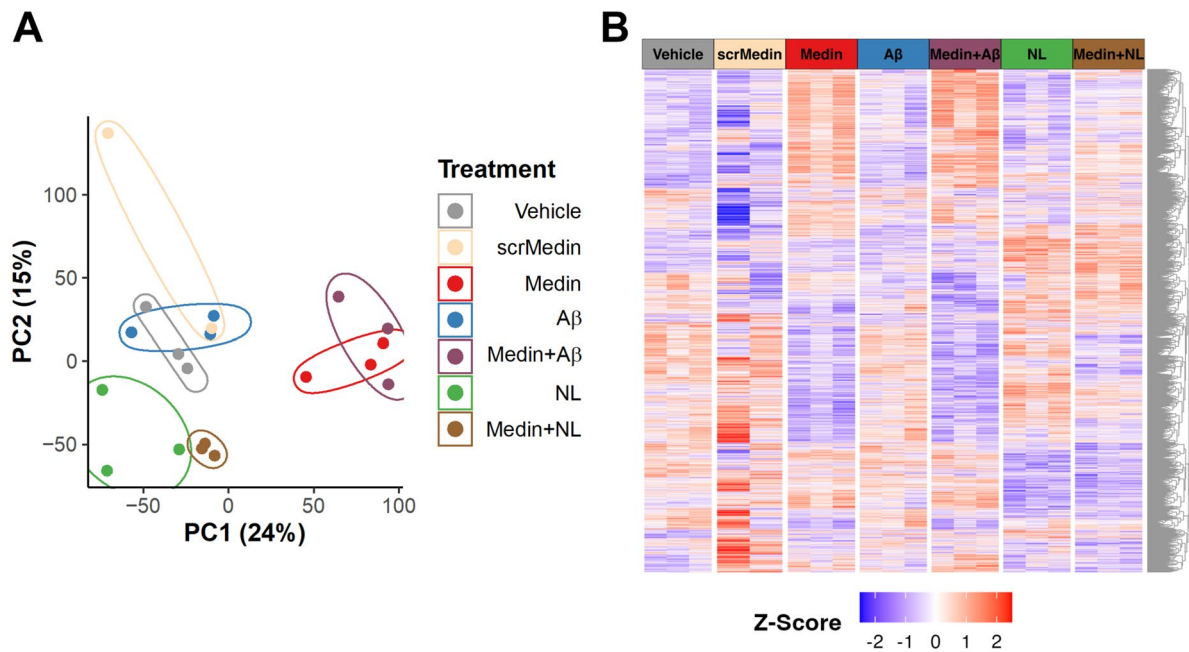 A
PC2 (15%)
100
50
0
−50
−50
0
50
100
PC1 (24%)
Treatment
Vehicle
scrMedin
Medin
Aβ
Medin+Aβ
NL
Medin+NL
B
Vehicle scrMedin Medin Aβ Medin+Aβ NL Medin+NL
Z-Score
-2 -1 0 1 2